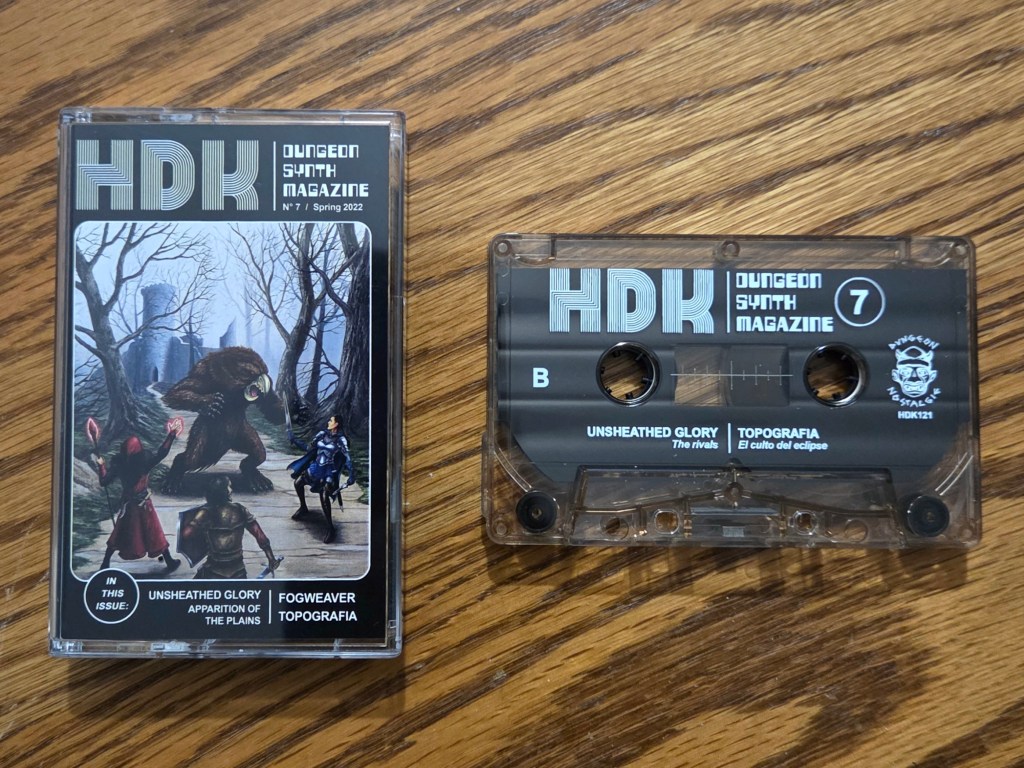 HDK
DUNGEON
SYNTH
MAGAZINE
N° 7 / Spring 2022
IN
THIS
ISSUE:
UNSHEATHED GLORY
APPARITION OF
THE PLAINS
FOGWEAVER
TOPOGRAFIA
HDK
DUNGEON
SYNTH
MAGAZINE
7
B
DUNGEON
NOSTALGIE
HDK121
UNSHEATHED GLORY
The rivals
TOPOGRAFIA
El culto del eclipse